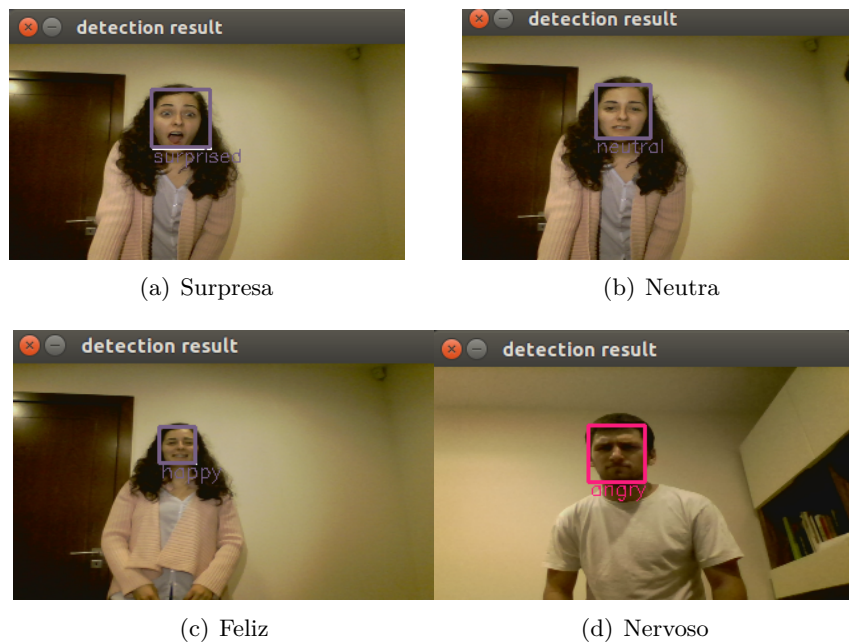 detection result
surprised
(a) Surpresa
detection result
neutral
(b) Neutra
detection result
happy
(c) Feliz
detection result
angry
(d) Nervoso